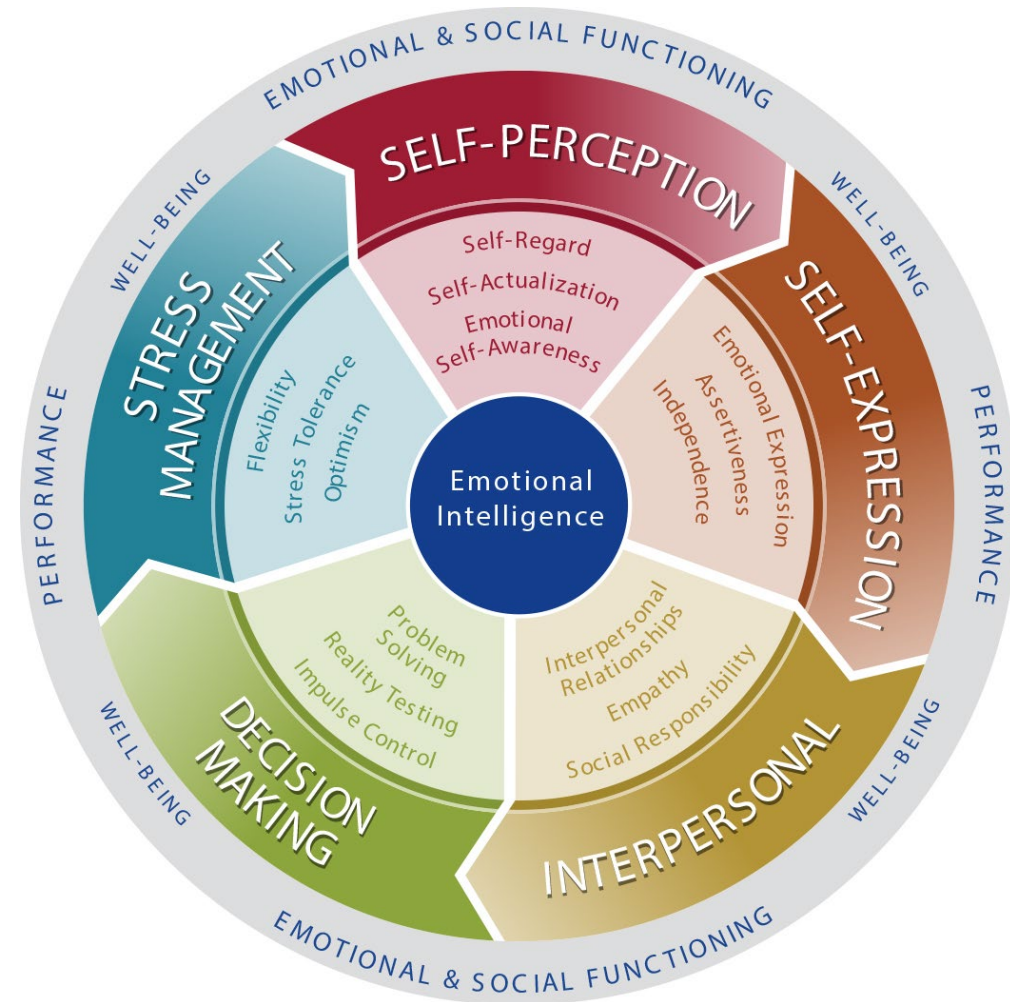 EMOTIONAL & SOCIAL FUNCTIONING
WELL-BEING
WELL-BEING
PERFORMANCE
PERFORMANCE
SELF-PERCEPTION
Self-Regard
Self-Actualization
Emotional
Self-Awareness
SELF-EXPRESSION
Emotional Expression
Assertiveness
Independence
INTERPERSONAL
Interpersonal
Relationships
Empathy
Social Responsibility
DECISION
MAKING
Problem
Solving
Reality Testing
Impulse Control
STRESS
MANAGEMENT
Flexibility
Stress Tolerance
Optimism
Emotional
Intelligence
WELL-BEING
WELL-BEING
EMOTIONAL & SOCIAL FUNCTIONING